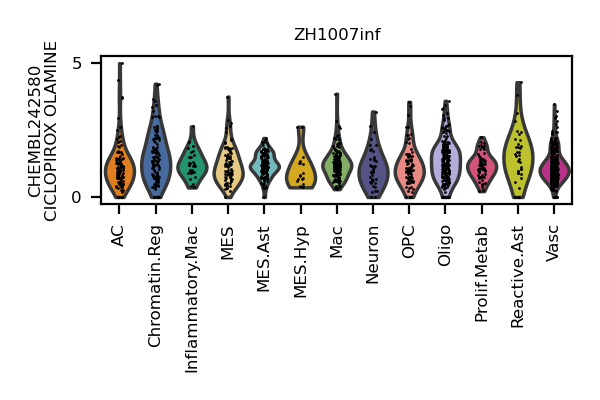 ZH1007inf
CHEMBL242580
CICLOPIROX OLAMINE
5
0
AC
Chromatin.Reg
Inflammatory.Mac
MES
MES.Ast
MES.Hyp
Mac
Neuron
OPC
Oligo
Prolif.Metab
Reactive.Ast
Vasc